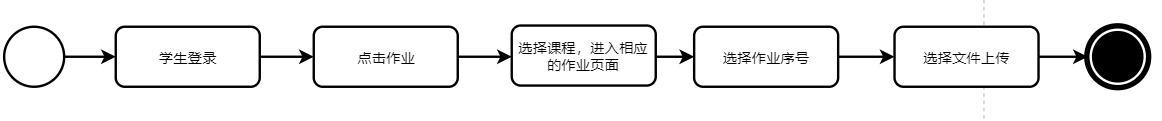 学生登录
点击作业
选择课程，进入相应
的作业页面
选择作业序号
选择文件上传